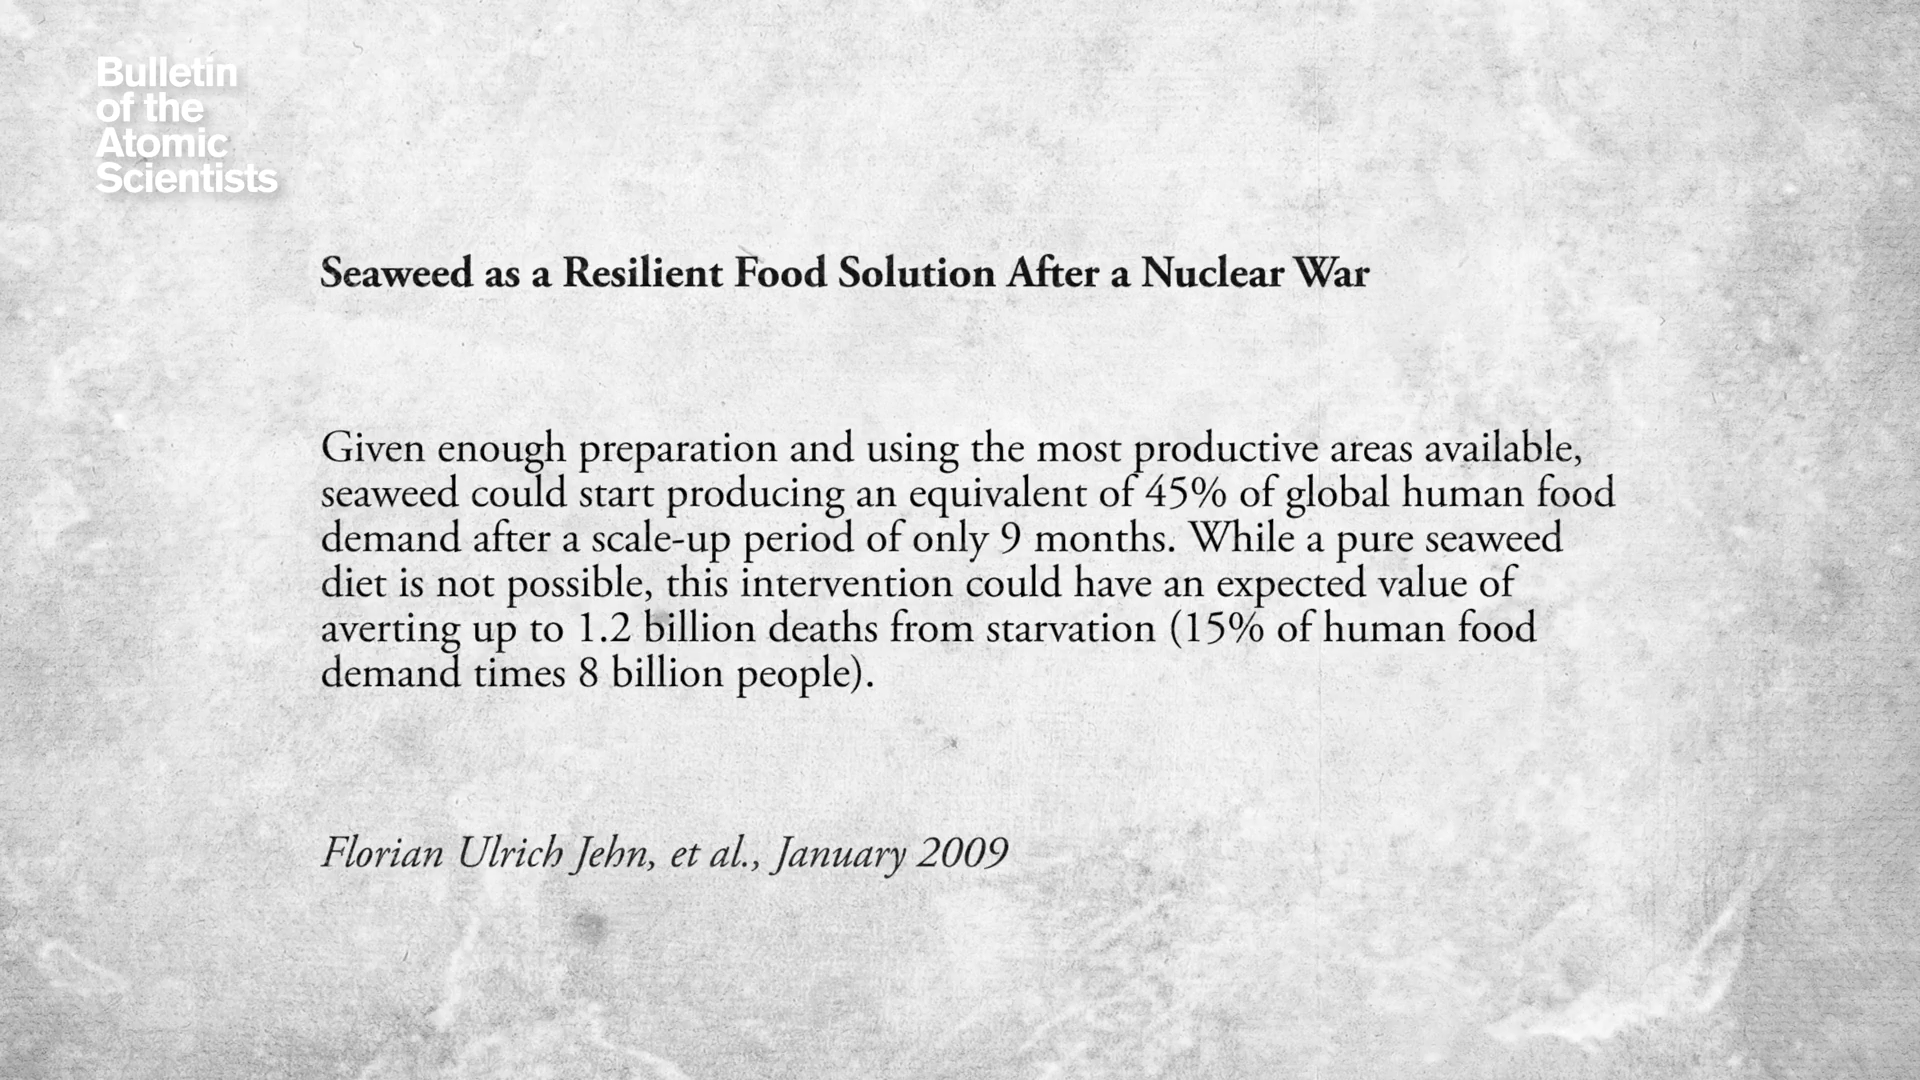 Bulletin
of the
Atomic
Scientists
Seaweed as a Resilient Food Solution After a Nuclear War
Given enough preparation and using the most productive areas available,
seaweed could start producing an equivalent of 45% of global human food
demand after a scale-up period of only 9 months. While a pure seaweed
diet is not possible, this intervention could have an expected value of
averting up to 1.2 billion deaths from starvation (15% of human food
demand times 8 billion people).
Florian Ulrich Jehn, et al., January 2009